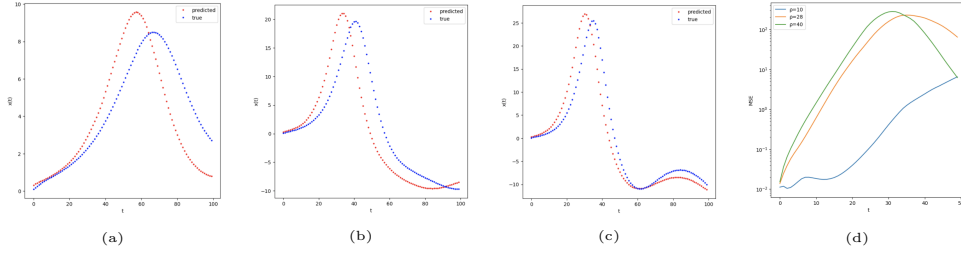 predicted
true
x(t)
10
8
6
4
2
0
0 20 40 60 80 100
t
(a)
predicted
true
x(t)
20
15
10
5
0
−5
−10
0 20 40 60 80 100
t
(b)
predicted
true
x(t)
25
20
15
10
5
0
−5
−10
0 20 40 60 80 100
t
(c)
ρ=10
ρ=28
ρ=40
MSE
10²
10¹
10⁰
10⁻¹
10⁻²
0 10 20 30 40 50
t
(d)